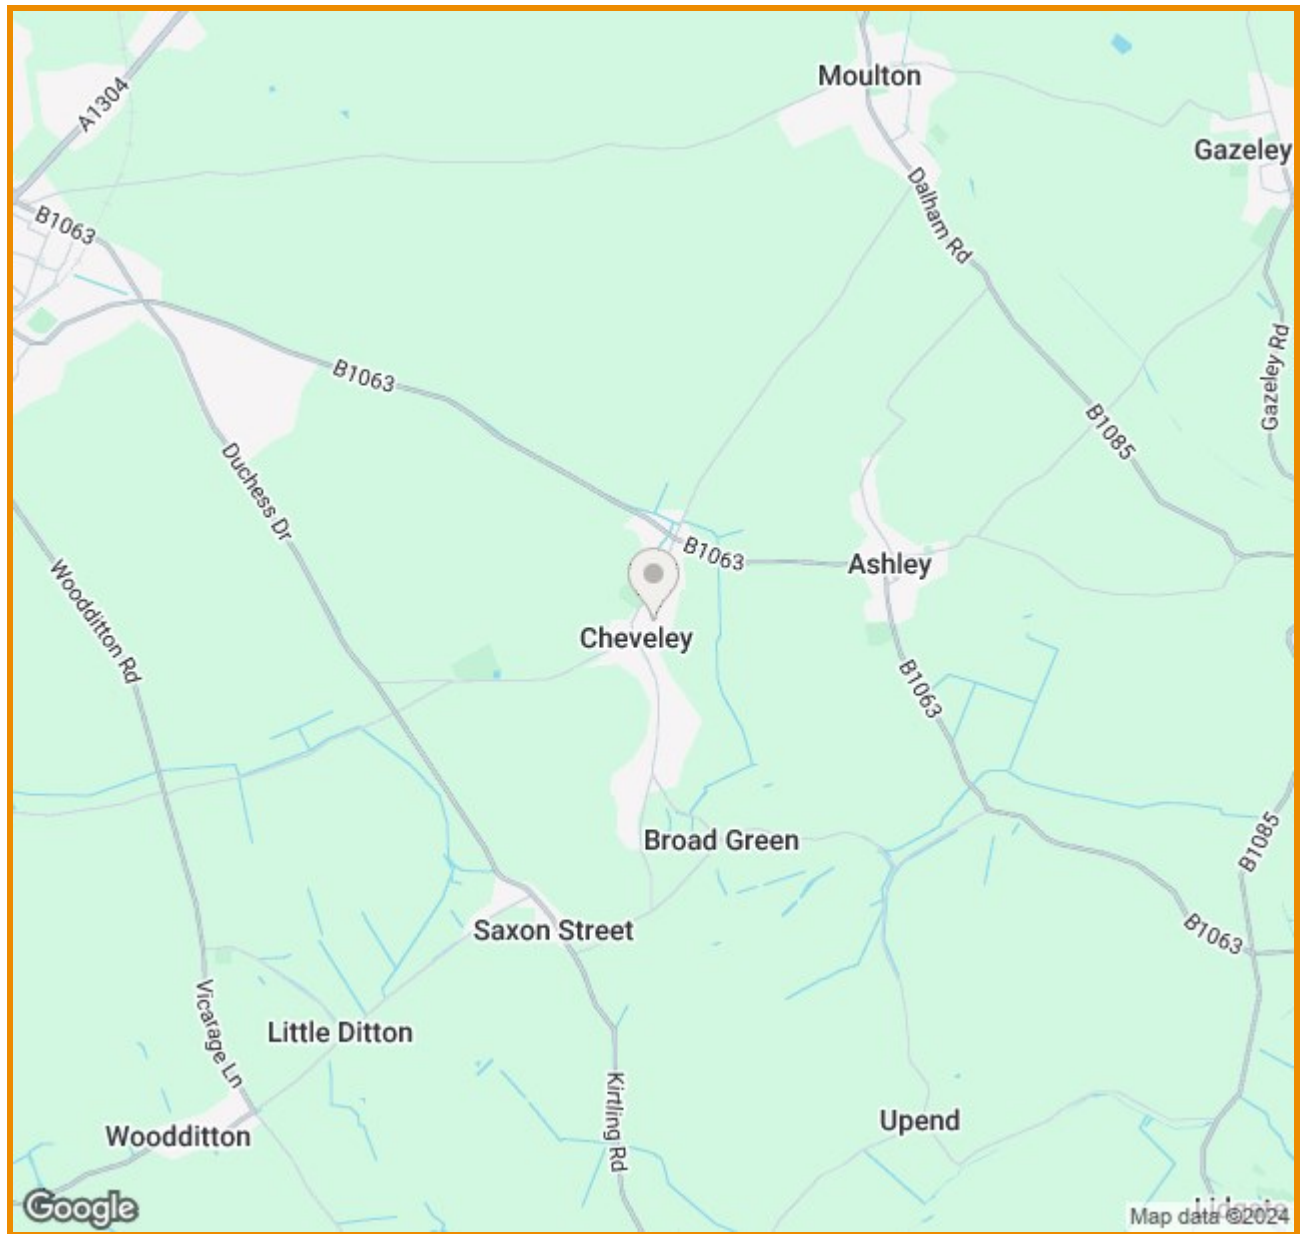 Moulton
A1304
Gazeley
B1063
Dalham Rd
Gazeley Rd
B1063
B1085
Duchess Dr
B1063
Ashley
Woodditton Rd
Cheveley
B1063
B1085
Broad Green
Saxon Street
B1063
Vicarage Ln
Little Ditton
Kirtling Rd
Upend
Woodditton
Lidgate
Google
Map data ©2024